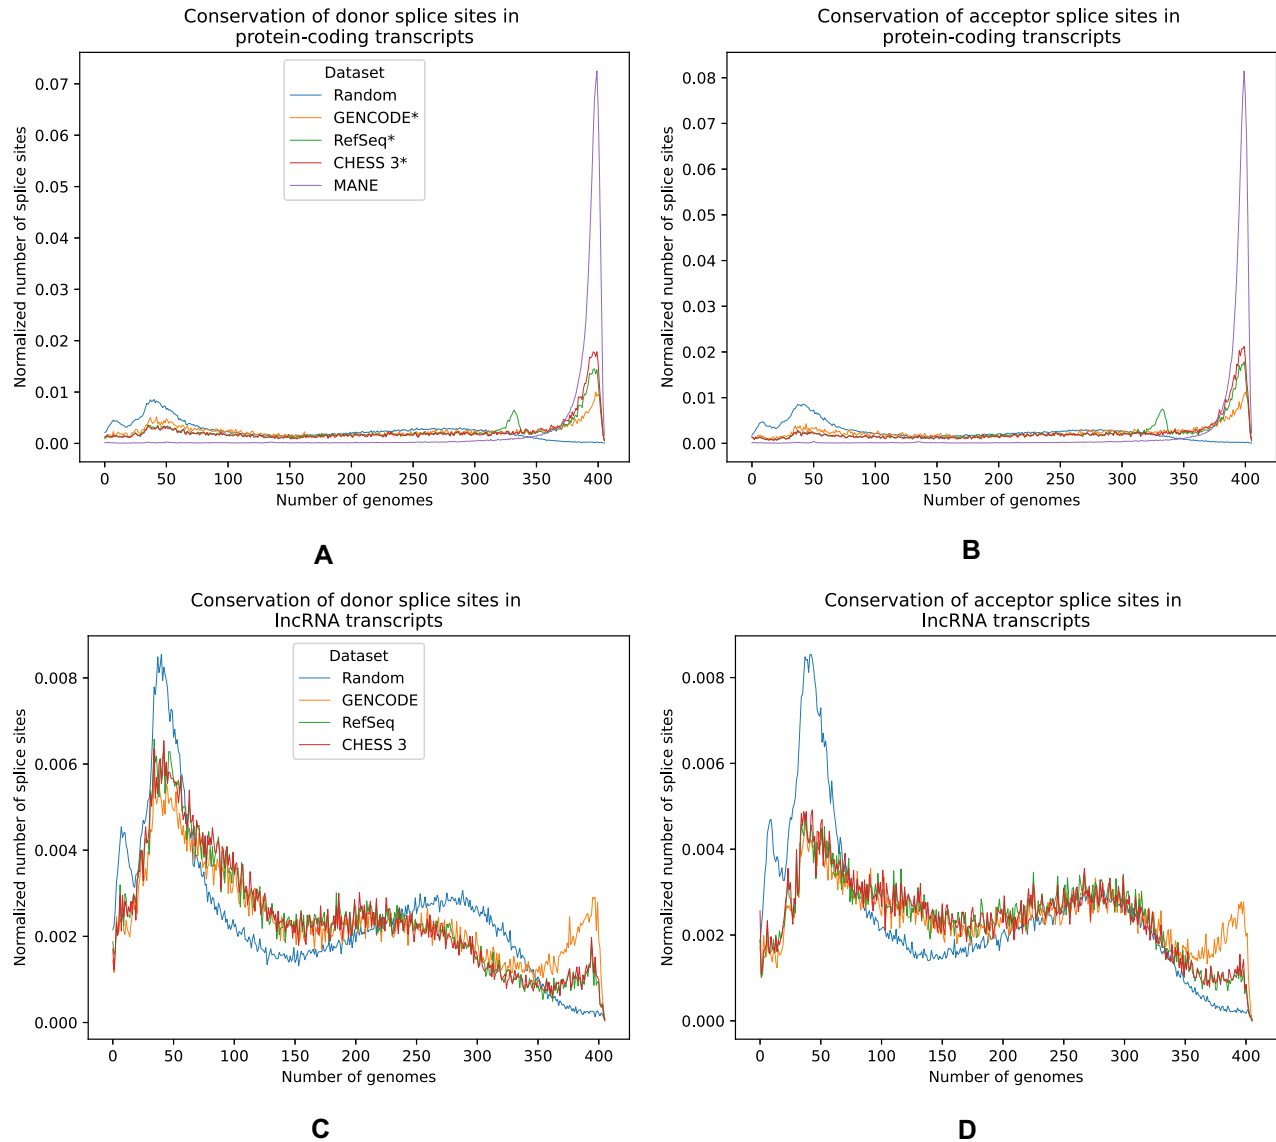 Conservation of donor splice sites in
protein-coding transcripts
Normalized number of splice sites
0.07
0.06
0.05
0.04
0.03
0.02
0.01
0.00
Dataset
Random
GENCODE*
RefSeq*
CHESS 3*
MANE
0 50 100 150 200 250 300 350 400
Number of genomes
A
Conservation of acceptor splice sites in
protein-coding transcripts
Normalized number of splice sites
0.08
0.07
0.06
0.05
0.04
0.03
0.02
0.01
0.00
0 50 100 150 200 250 300 350 400
Number of genomes
B
Conservation of donor splice sites in
lncRNA transcripts
Normalized number of splice sites
0.008
0.006
0.004
0.002
0.000
Dataset
Random
GENCODE
RefSeq
CHESS 3
0 50 100 150 200 250 300 350 400
Number of genomes
C
Conservation of acceptor splice sites in
lncRNA transcripts
Normalized number of splice sites
0.008
0.006
0.004
0.002
0.000
0 50 100 150 200 250 300 350 400
Number of genomes
D